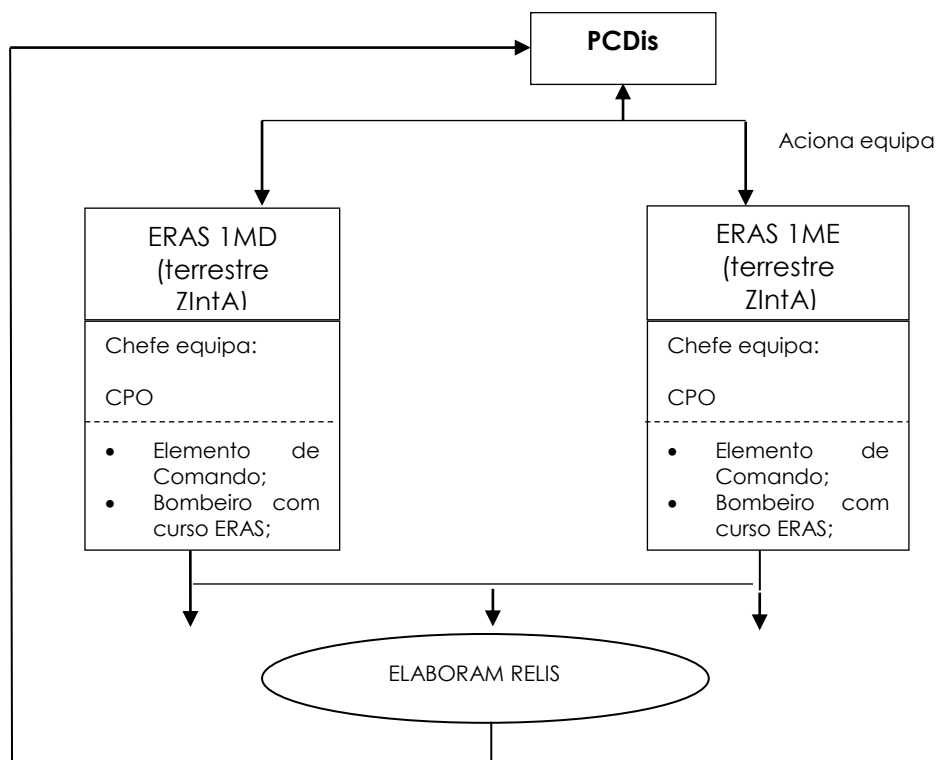 PCDis
Aciona equipa
ERAS 1MD
(terrestre
ZIntA)
Chefe equipa:
CPO
• Elemento de
Comando;
• Bombeiro com
curso ERAS;
ERAS 1ME
(terrestre
ZIntA)
Chefe equipa:
CPO
• Elemento de
Comando;
• Bombeiro com
curso ERAS;
ELABORAM RELIS